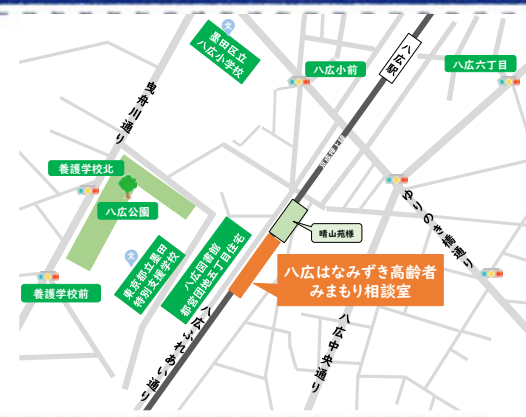 墨田区立
八広小学校
文
八広駅
八広小前
八広六丁目
曳舟川通り
養護学校北
八広公園
晴山苑様
ゆりのき橋通り
文
東京都立墨田
特別支援学校
八広図書館
都営団地五丁目住宅
八広はなみずき高齢者
みまもり相談室
養護学校前
八広ふれあい通り
八広中央通り